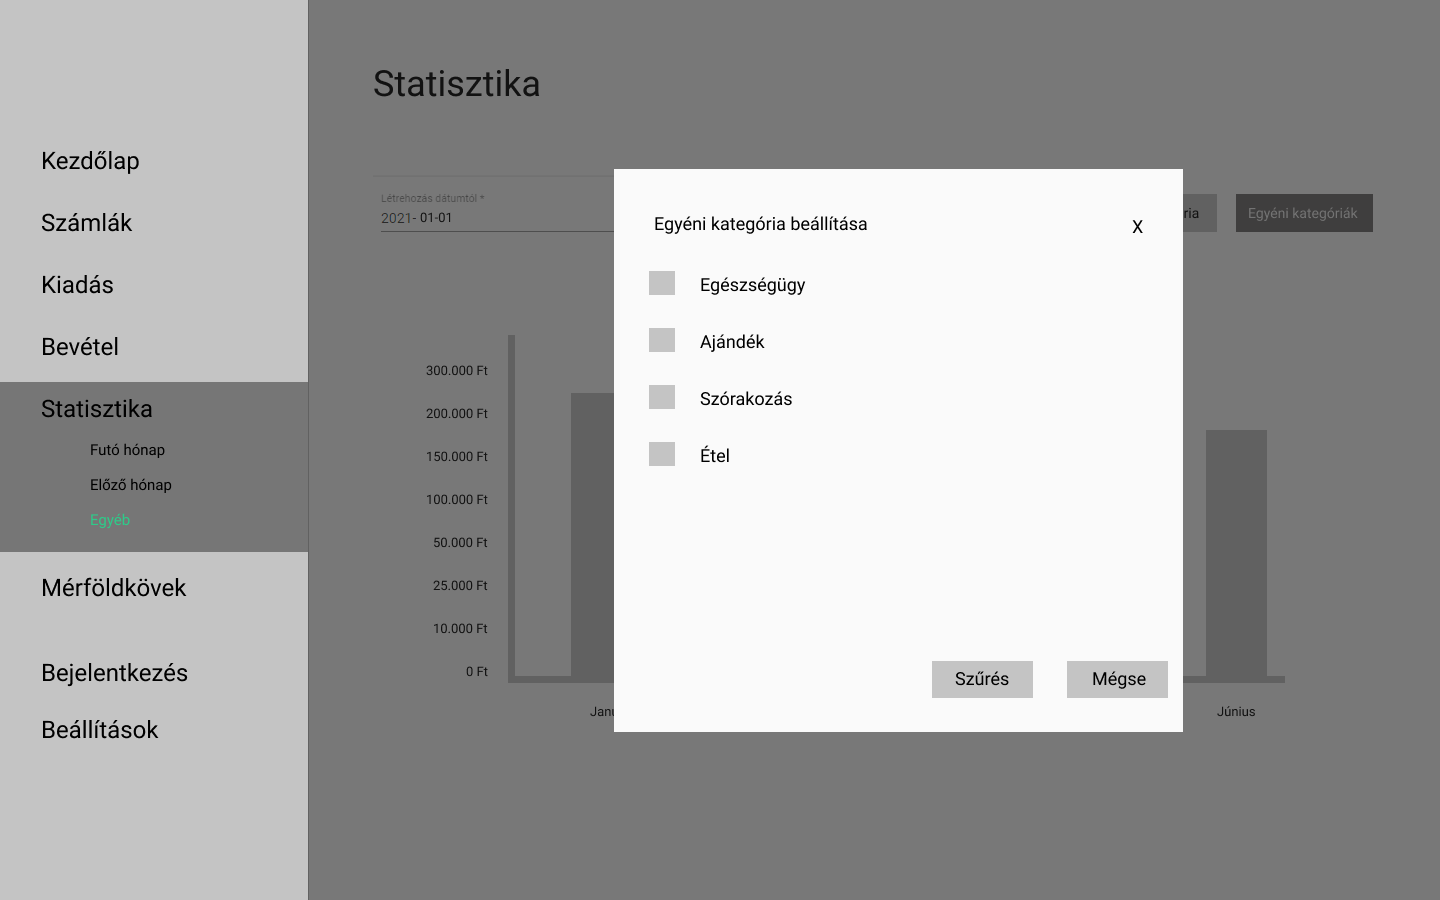 Kezdőlap
Számlák
Kiadás
Bevétel
Statisztika
Futó hónap
Előző hónap
Egyéb
Mérföldkövek
Bejelentkezés
Beállítások
Statisztika
Létrehozás dátumtól *
2021- 01-01
ria
Egyéni kategóriák
300.000 Ft
200.000 Ft
150.000 Ft
100.000 Ft
50.000 Ft
25.000 Ft
10.000 Ft
0 Ft
Janu
Június
Egyéni kategória beállítása
X
Egészségügy
Ajándék
Szórakozás
Étel
Szűrés
Mégse